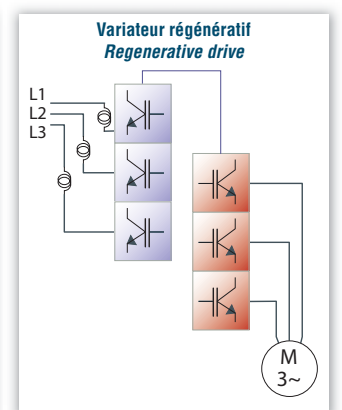 Variateur régénératif
Regenerative drive
L1
L2
L3
M
3~